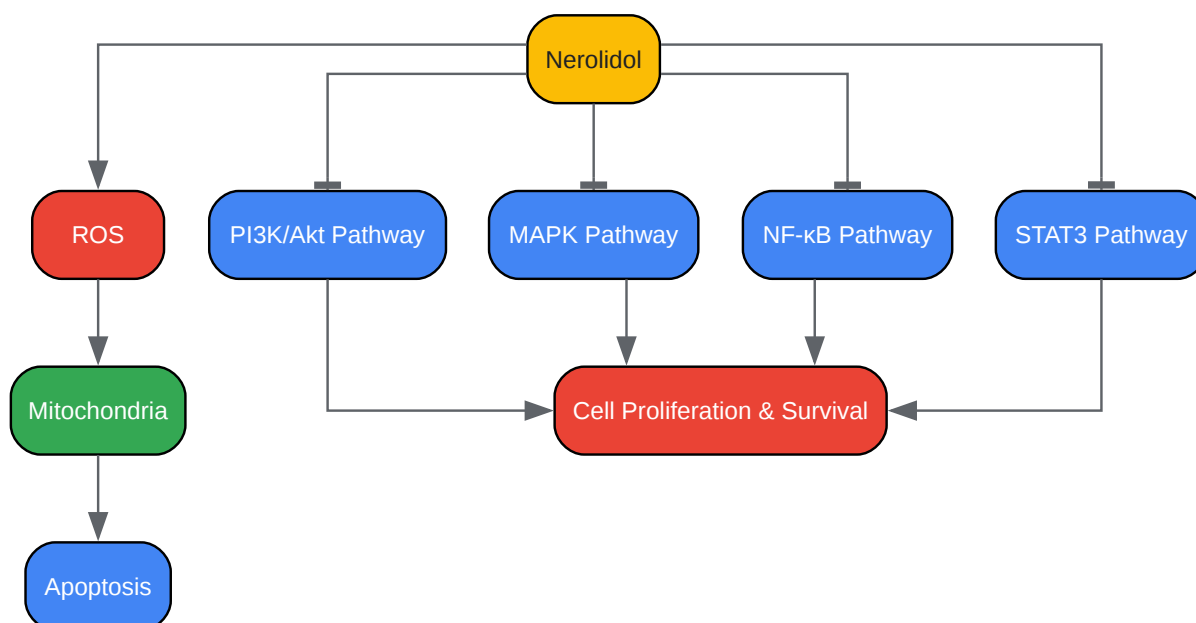 Nerolidol
ROS
PI3K/Akt Pathway
MAPK Pathway
NF-κB Pathway
STAT3 Pathway
Mitochondria
Cell Proliferation & Survival
Apoptosis